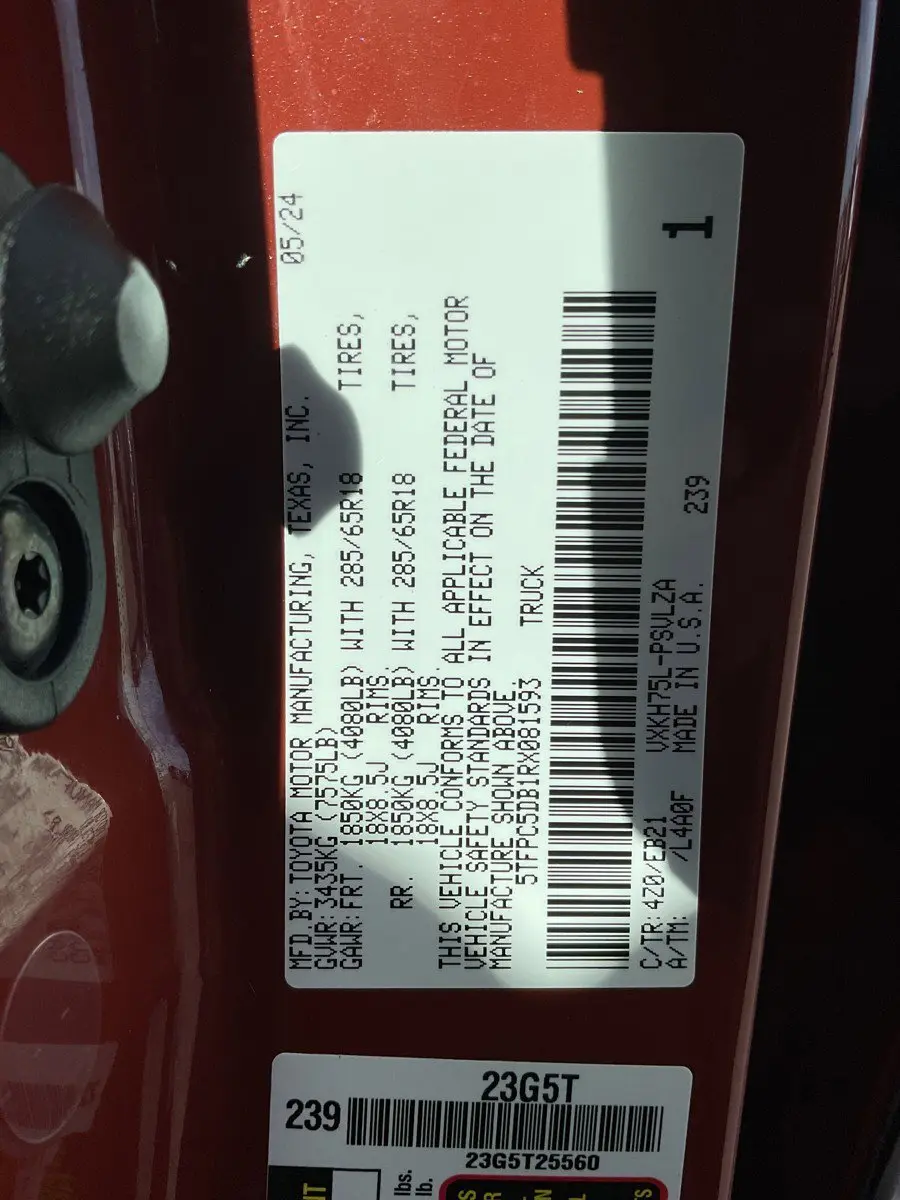 MFD.BY: TOYOTA MOTOR MANUFACTURING, TEXAS, INC. 05/24
GVWR: 3435KG (7575LB)
GAWR: FRT. 1850KG (4080LB) WITH 285/65R18 TIRES,
18X8.5J RIMS.
RR. 1850KG (4080LB) WITH 285/65R18 TIRES,
18X8.5J RIMS.
THIS VEHICLE CONFORMS TO ALL APPLICABLE FEDERAL MOTOR
VEHICLE SAFETY STANDARDS IN EFFECT ON THE DATE OF
MANUFACTURE SHOWN ABOVE.
5TFPC5DB1RX081593 TRUCK
C/TR: 4Z0/EB21 VXKH75L-PSVLZA
A/TM: /L4A0F MADE IN U.S.A. 239
1
23G5T
239
23G5T25560
lbs.
lb.